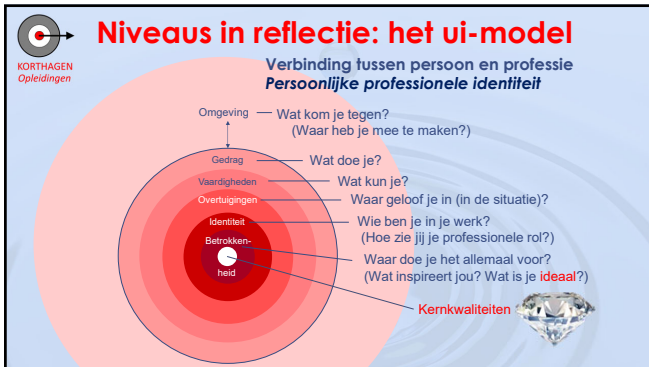 Niveaus in reflectie: het ui-model
KORTHAGEN
Opleidingen
Verbinding tussen persoon en professie
Persoonlijke professionele identiteit
Omgeving
Wat kom je tegen?
(Waar heb je mee te maken?)
Gedrag
Wat doe je?
Vaardigheden
Wat kun je?
Overtuigingen
Waar geloof je in (in de situatie)?
Identiteit
Wie ben je in je werk?
(Hoe zie jij je professionele rol?)
Betrokken-
heid
Waar doe je het allemaal voor?
(Wat inspireert jou? Wat is je ideaal?)
Kernkwaliteiten